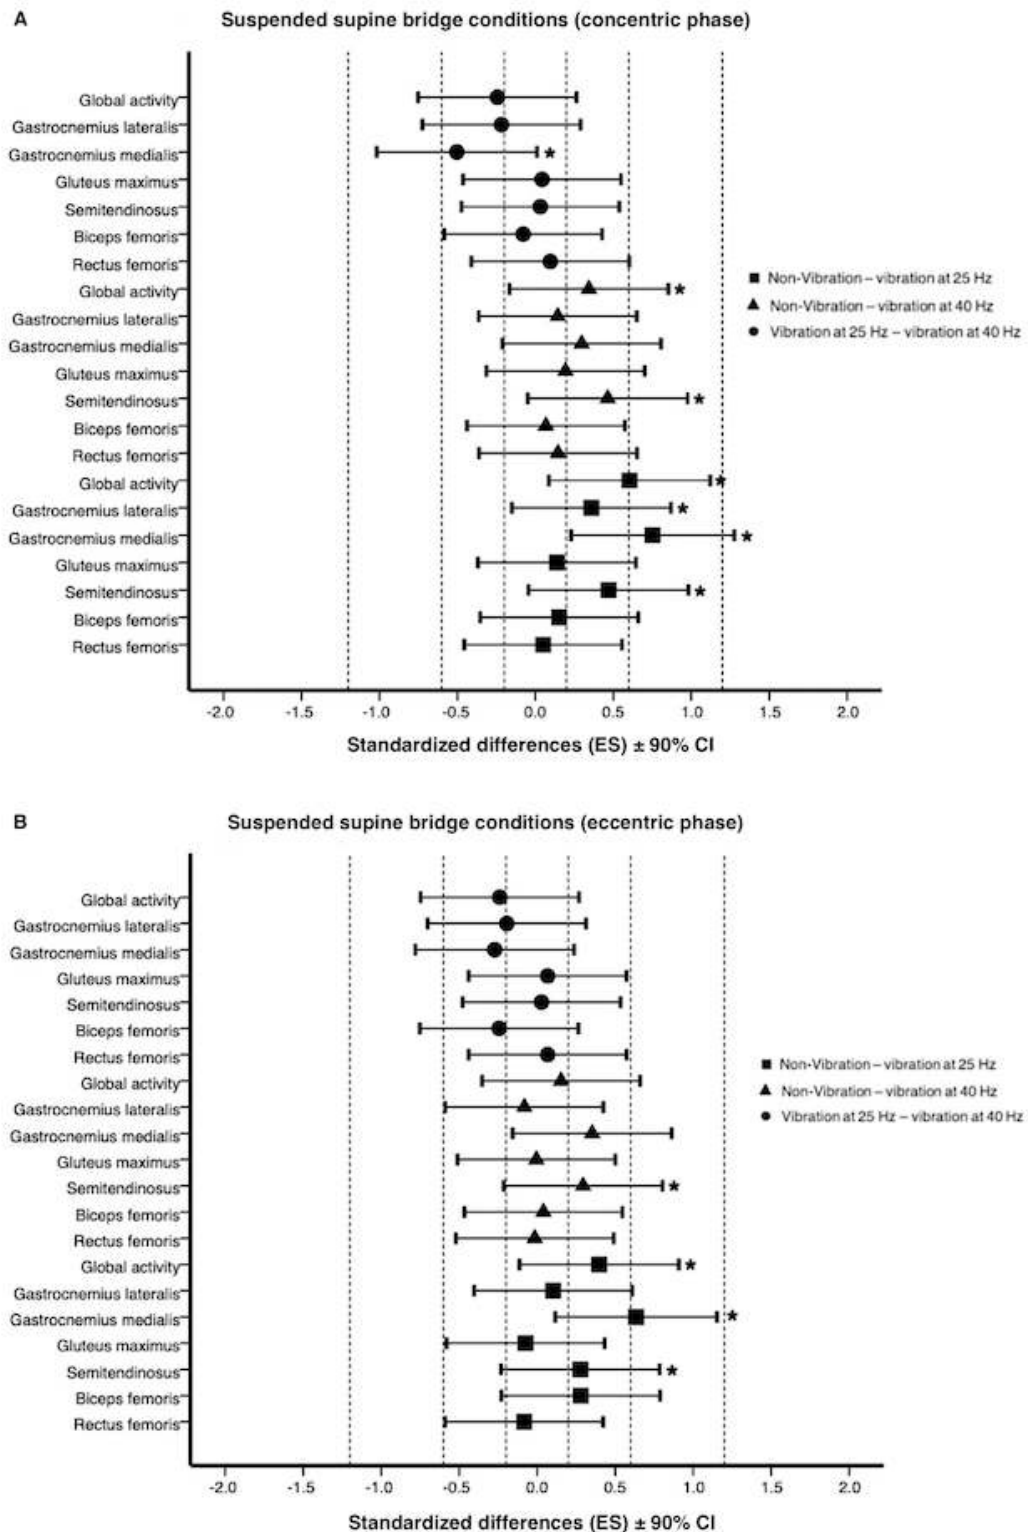 A
Suspended supine bridge conditions (concentric phase)
Global activity
Gastrocnemius lateralis
Gastrocnemius medialis
*
Gluteus maximus
Semitendinosus
Biceps femoris
Rectus femoris
Global activity
*
Gastrocnemius lateralis
Gastrocnemius medialis
Gluteus maximus
Semitendinosus
*
Biceps femoris
Rectus femoris
Global activity
*
Gastrocnemius lateralis
*
Gastrocnemius medialis
*
Gluteus maximus
Semitendinosus
*
Biceps femoris
Rectus femoris
Non-Vibration – vibration at 25 Hz
Non-Vibration – vibration at 40 Hz
Vibration at 25 Hz – vibration at 40 Hz
-2.0 -1.5 -1.0 -0.5 0.0 0.5 1.0 1.5 2.0
Standardized differences (ES) ± 90% CI
B
Suspended supine bridge conditions (eccentric phase)
Global activity
Gastrocnemius lateralis
Gastrocnemius medialis
Gluteus maximus
Semitendinosus
Biceps femoris
Rectus femoris
Global activity
Gastrocnemius lateralis
Gastrocnemius medialis
Gluteus maximus
Semitendinosus
*
Biceps femoris
Rectus femoris
Global activity
*
Gastrocnemius lateralis
Gastrocnemius medialis
*
Gluteus maximus
Semitendinosus
*
Biceps femoris
Rectus femoris
Non-Vibration – vibration at 25 Hz
Non-Vibration – vibration at 40 Hz
Vibration at 25 Hz – vibration at 40 Hz
-2.0 -1.5 -1.0 -0.5 0.0 0.5 1.0 1.5 2.0
Standardized differences (ES) ± 90% CI